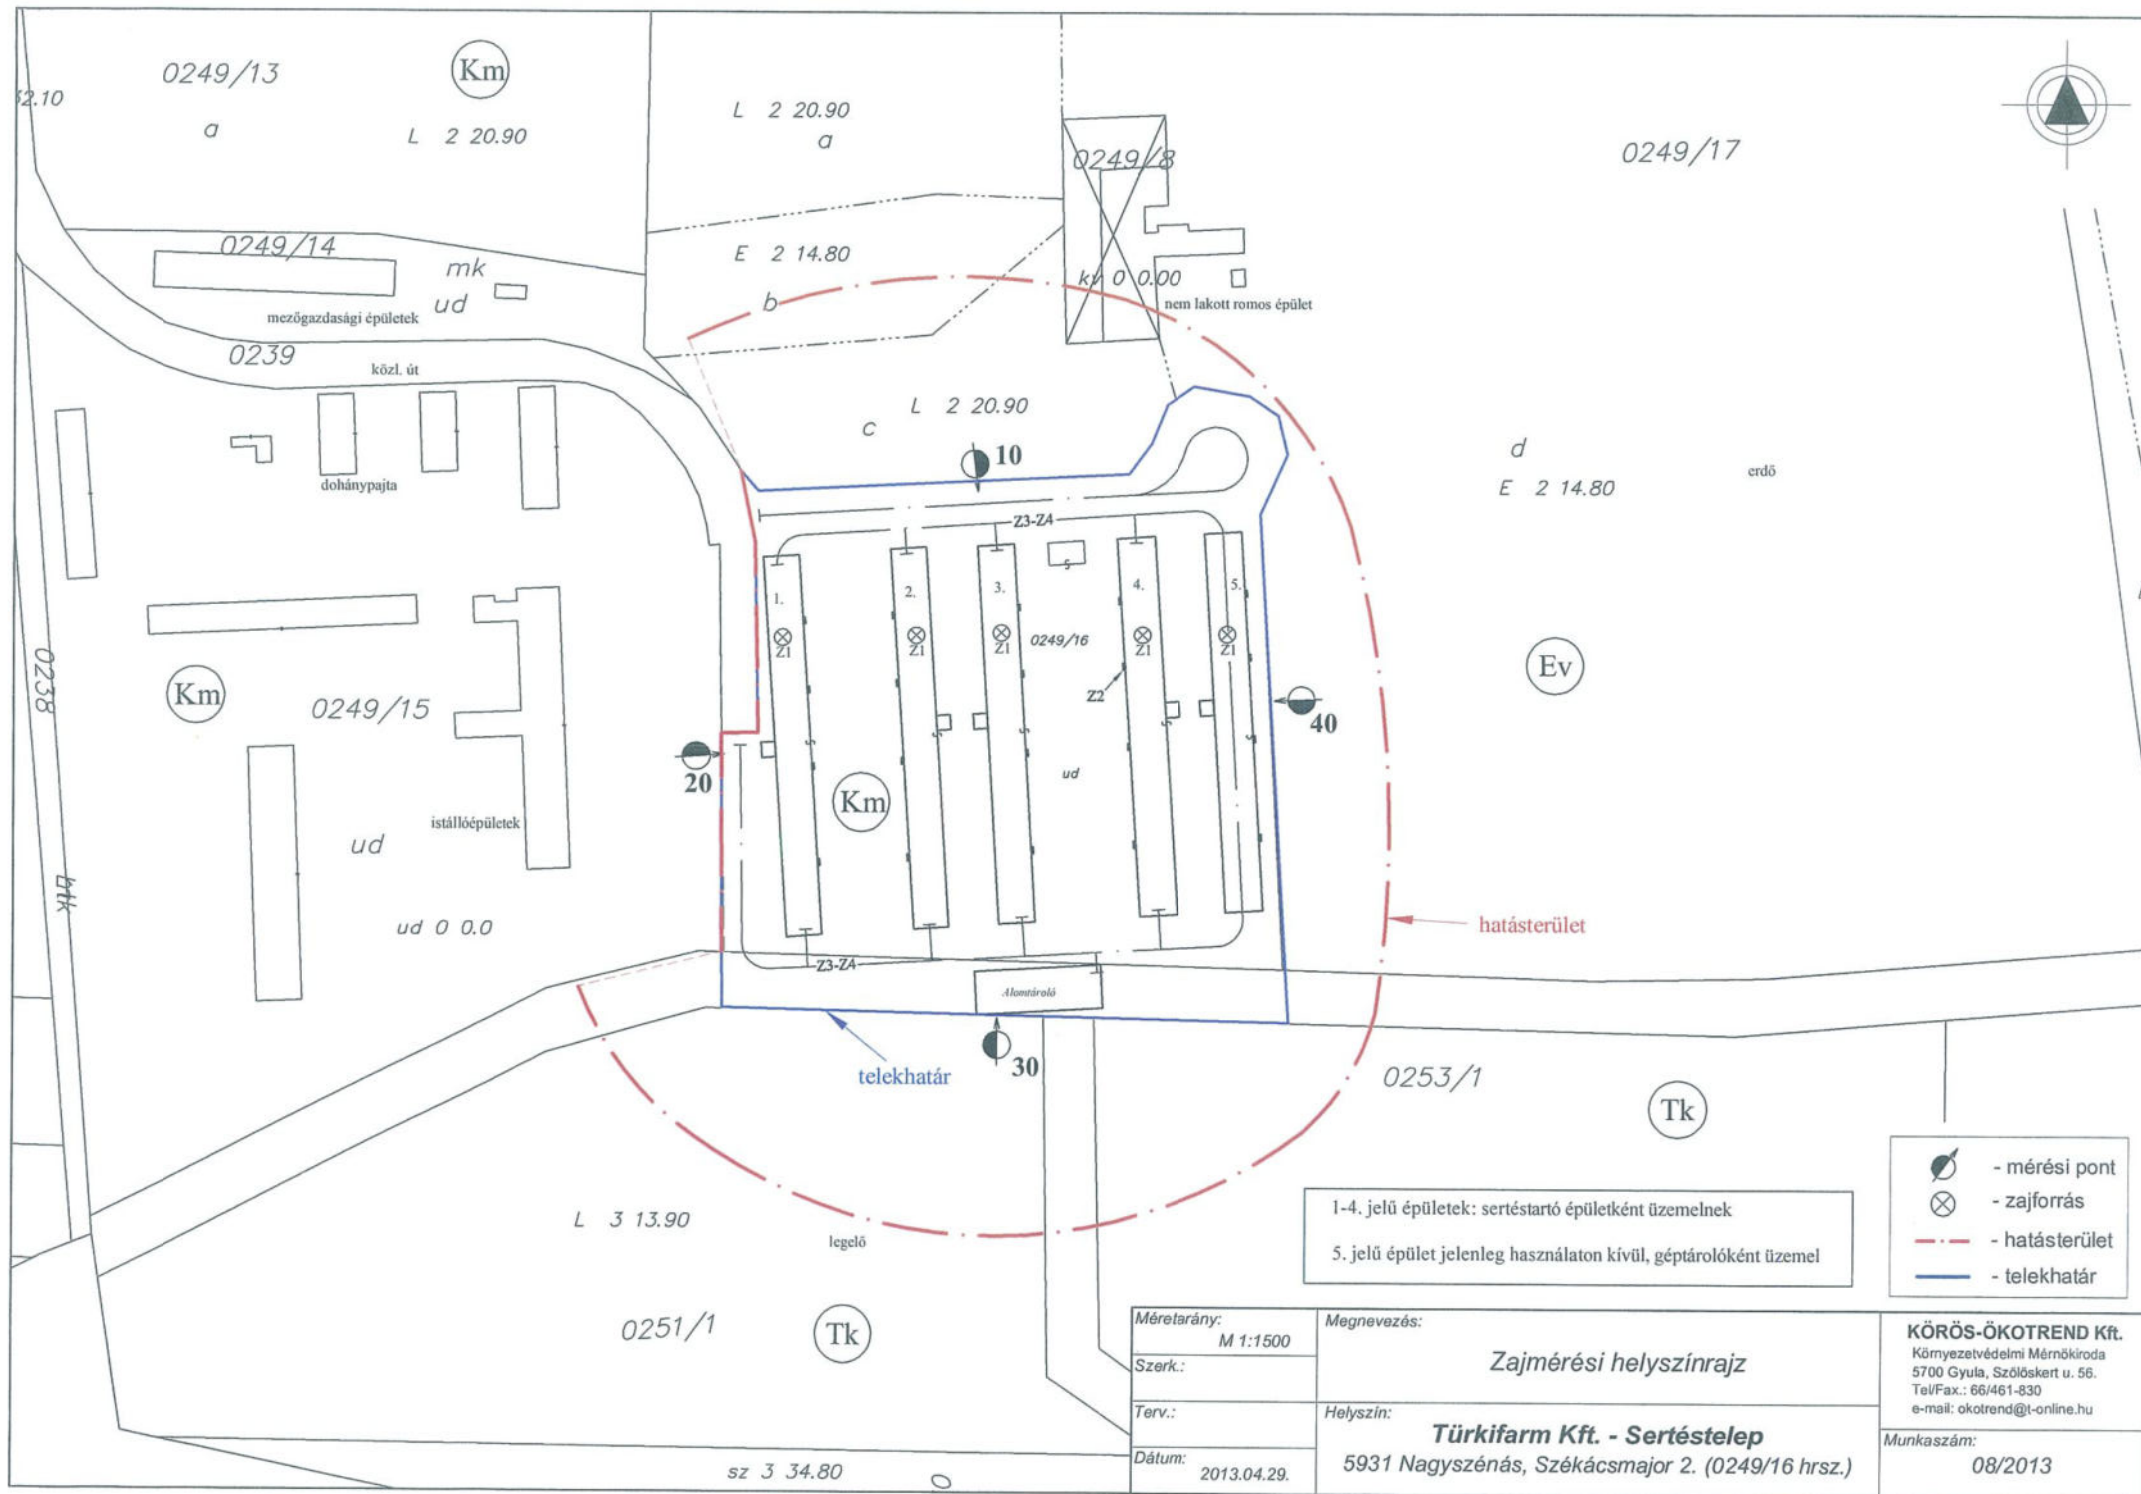 0249/13
Km
52.10
a
L 2 20.90
L 2 20.90
a
0249/8
0249/17
0249/14
mk
ud
mezőgazdasági épületek
E 2 14.80
b
kv 0 0.00
nem lakott romos épület
0239
közl. út
L 2 20.90
c
10
d
E 2 14.80
erdő
dohánypajta
Z3-Z4
1.
2.
3.
4.
5.
Z1
Z1
Z1
Z1
Z1
0249/16
Z2
Ev
0238
Km
0249/15
20
40
Km
ud
istállóépületek
ud
btk
ud 0 0.0
hatásterület
Z3-Z4
Alomtároló
30
telekhatár
0253/1
Tk
L 3 13.90
legelő
0251/1
Tk
sz 3 34.80
0
- mérési pont
- zajforrás
- hatásterület
- telekhatár
1-4. jelű épületek: sertéstartó épületként üzemelnek
5. jelű épület jelenleg használaton kívül, géptárolóként üzemel
Méretarány:
M 1:1500
Szerk.:
Terv.:
Dátum:
2013.04.29.
Megnevezés:
Zajmérési helyszínrajz
Helyszín:
Türkifarm Kft. - Sertéstelep
5931 Nagyszénás, Székácsmajor 2. (0249/16 hrsz.)
KÖRÖS-ÖKOTREND Kft.
Környezetvédelmi Mérnökiroda
5700 Gyula, Szőlőskert u. 56.
Tel/Fax.: 66/461-830
e-mail: okotrend@t-online.hu
Munkaszám:
08/2013